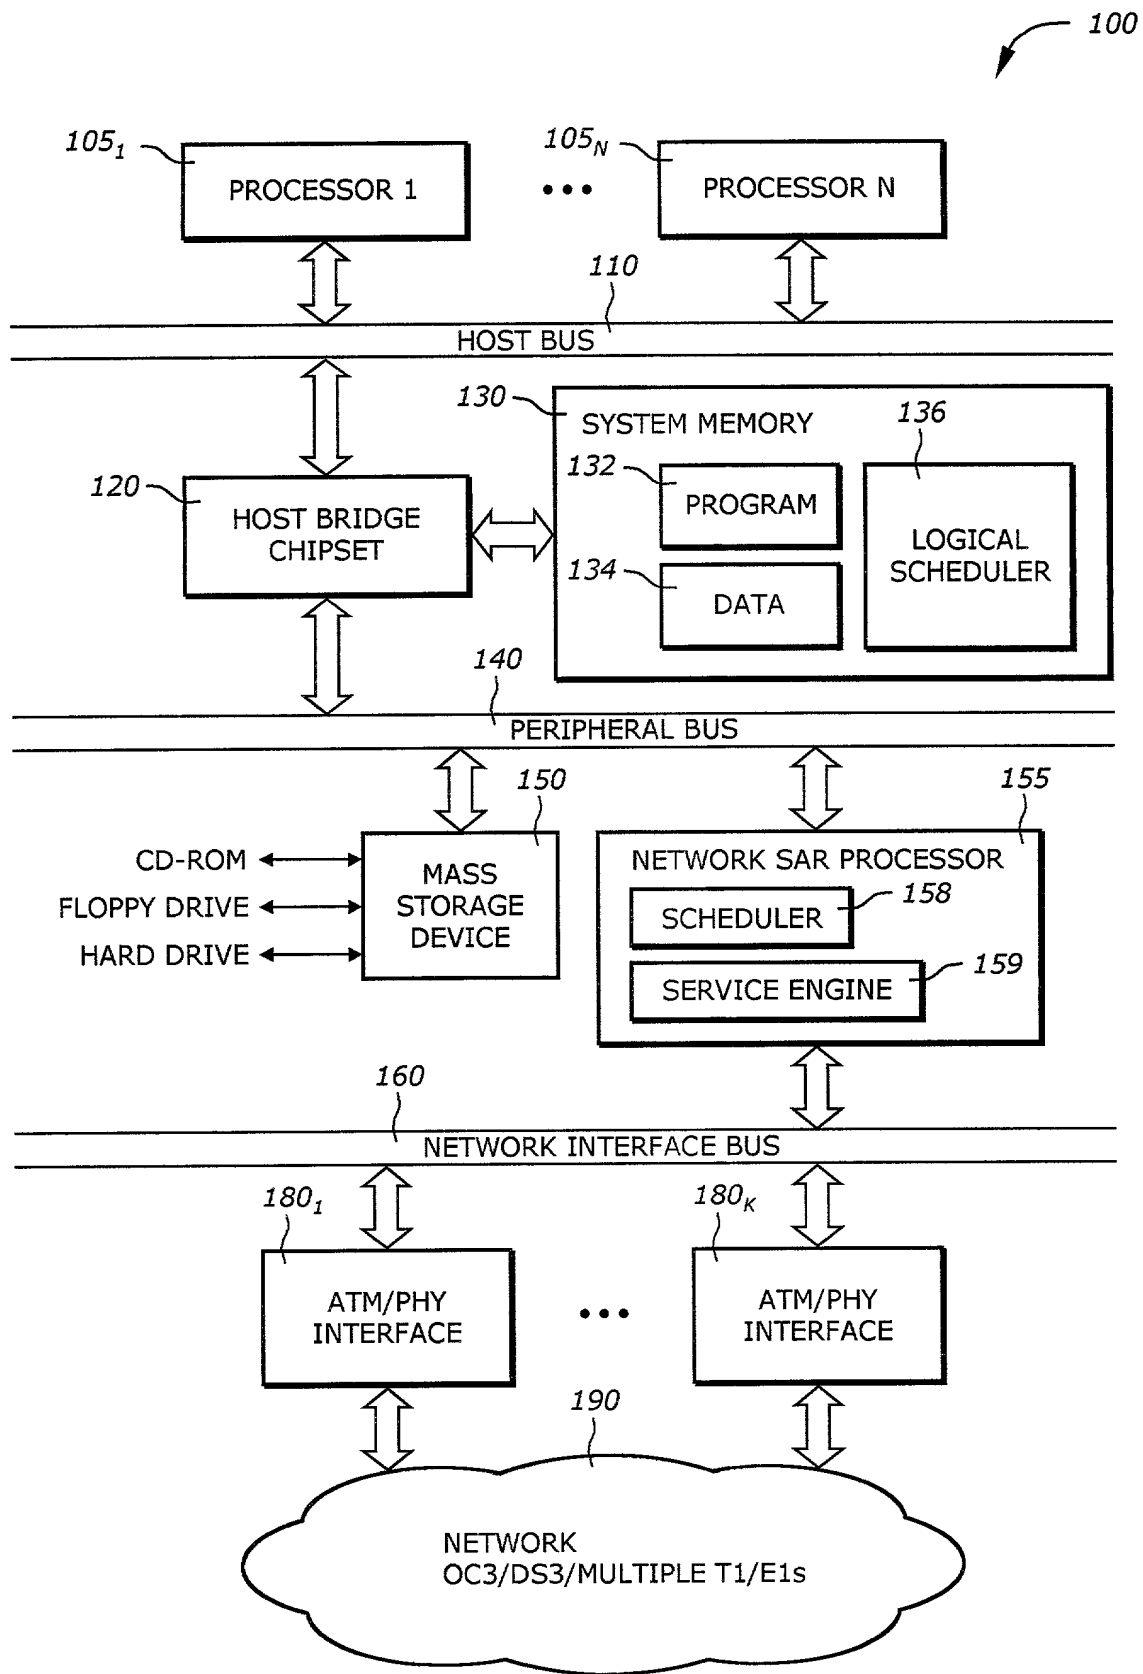 100
105₁
105ₙ
PROCESSOR 1
•••
PROCESSOR N
110
HOST BUS
130
SYSTEM MEMORY
136
132
PROGRAM
120
HOST BRIDGE
CHIPSET
LOGICAL
SCHEDULER
134
DATA
140
PERIPHERAL BUS
150
155
CD-ROM
FLOPPY DRIVE
HARD DRIVE
MASS
STORAGE
DEVICE
NETWORK SAR PROCESSOR
SCHEDULER
158
SERVICE ENGINE
159
160
NETWORK INTERFACE BUS
180₁
180ₖ
ATM/PHY
INTERFACE
•••
ATM/PHY
INTERFACE
190
NETWORK
OC3/DS3/MULTIPLE T1/E1s